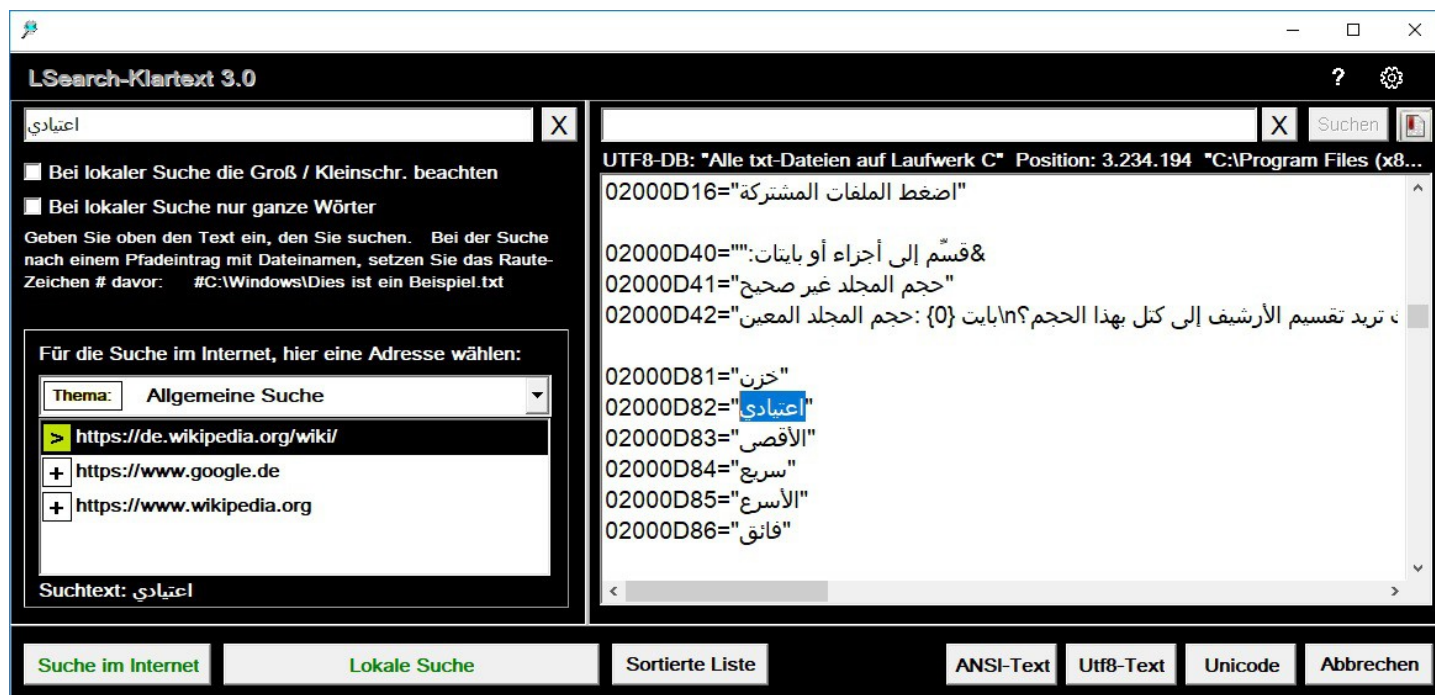 LSearch-Klartext 3.0
?
اعتيادي
X
Bei lokaler Suche die Groß / Kleinschr. beachten
Bei lokaler Suche nur ganze Wörter
Geben Sie oben den Text ein, den Sie suchen. Bei der Suche
nach einem Pfadeintrag mit Dateinamen, setzen Sie das Raute-
Zeichen # davor: #C:\Windows\Dies ist ein Beispiel.txt
Für die Suche im Internet, hier eine Adresse wählen:
Thema: Allgemeine Suche
> https://de.wikipedia.org/wiki/
+ https://www.google.de
+ https://www.wikipedia.org
Suchtext: اعتيادي
X Suchen
UTF8-DB: "Alle txt-Dateien auf Laufwerk C" Position: 3.234.194 "C:\Program Files (x8...
02000D16="اضغط الملفات المشتركة"
02000D40=""قسِّم إلى أجزاء أو بايتات:&
02000D41="حجم المجلد غير صحيح"
02000D42="حجم المجلد المعين: {0} بايت\nتريد تقسيم الأرشيف إلى كتل بهذا الحجم؟
02000D81="خزن"
02000D82="اعتيادي"
02000D83="الأقصى"
02000D84="سريع"
02000D85="الأسرع"
02000D86="فائق"
Suche im Internet
Lokale Suche
Sortierte Liste
ANSI-Text
Utf8-Text
Unicode
Abbrechen